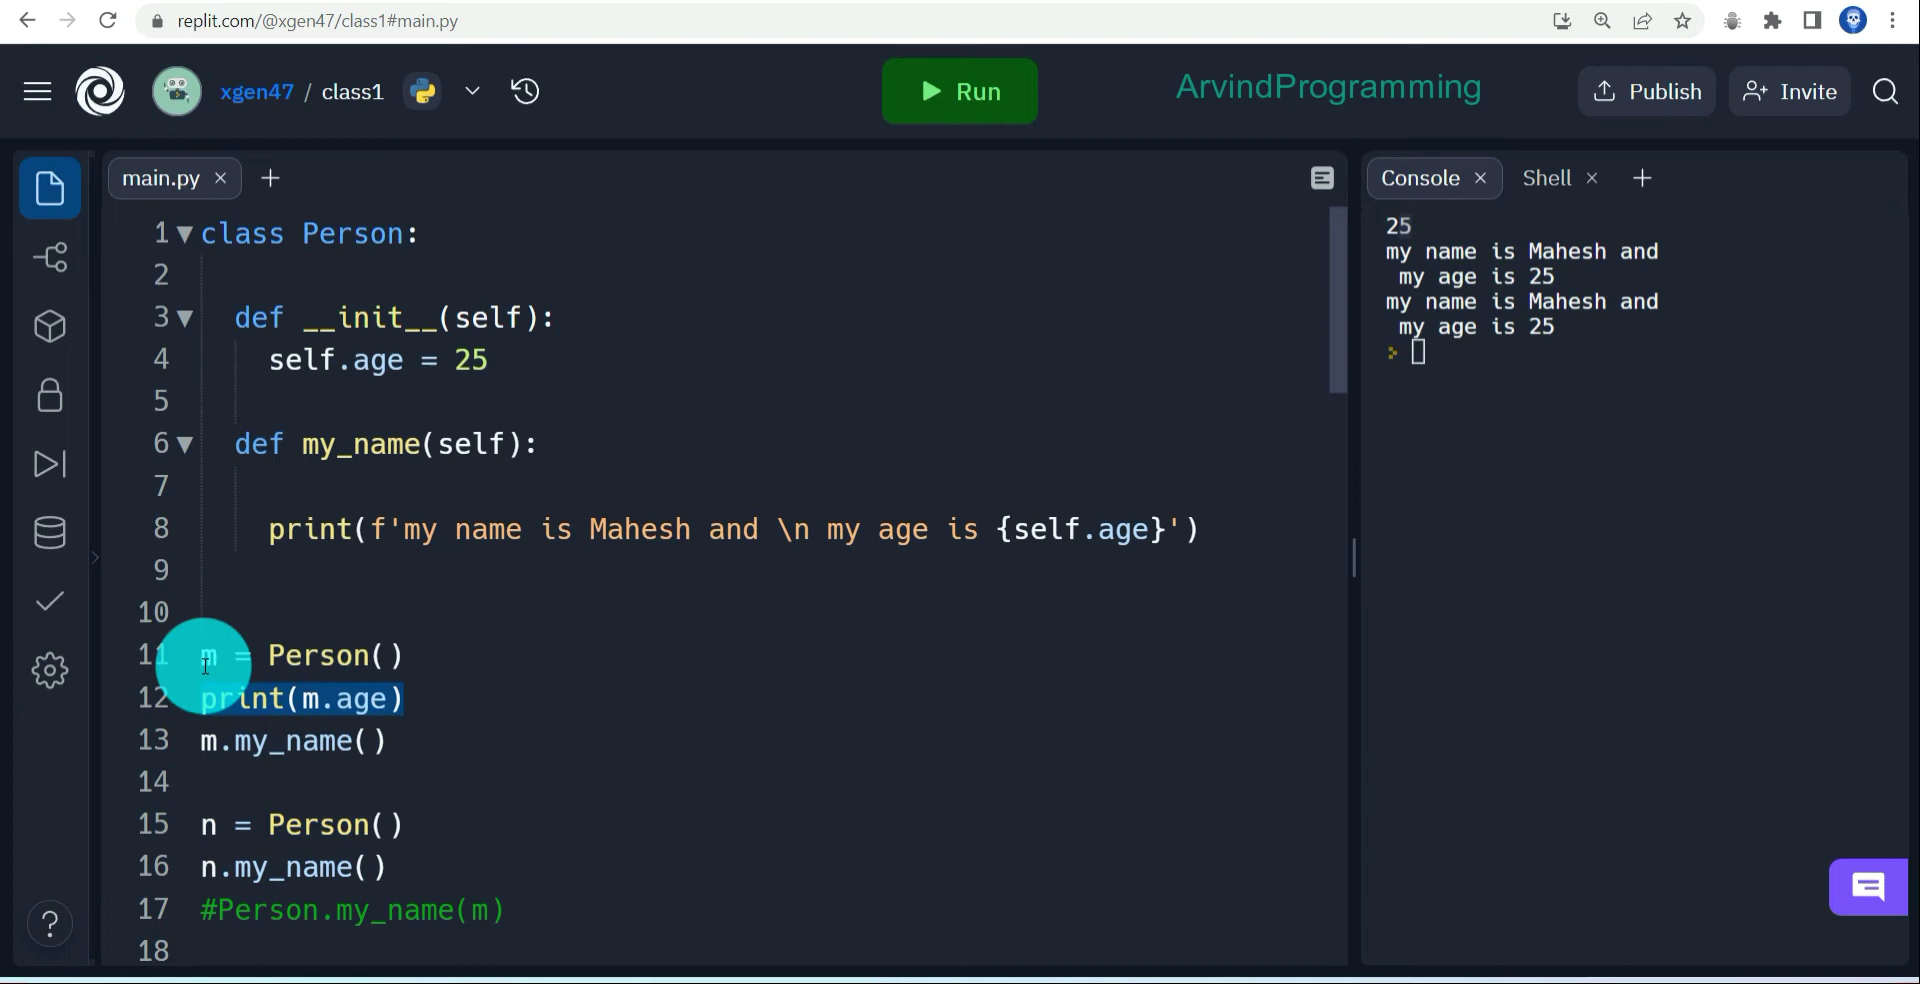 replit.com/@xgen47/class1#main.py
xgen47 / class1
Run
ArvindProgramming
Publish
Invite
main.py
1 class Person:
2
3 def __init__(self):
4 self.age = 25
5
6 def my_name(self):
7
8 print(f'my name is Mahesh and \n my age is {self.age}')
9
10
11 m = Person()
12 print(m.age)
13 m.my_name()
14
15 n = Person()
16 n.my_name()
17 #Person.my_name(m)
18
Console
Shell
25
my name is Mahesh and
my age is 25
my name is Mahesh and
my age is 25
?